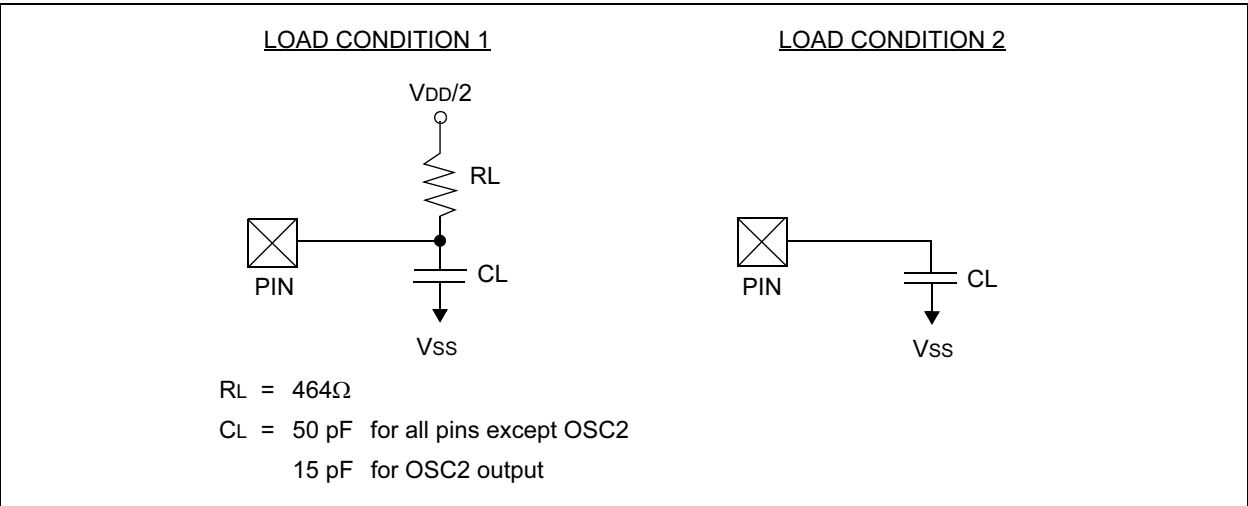 LOAD CONDITION 1
LOAD CONDITION 2
VDD/2
RL
CL
PIN
VSS
CL
PIN
VSS
RL = 464Ω
CL = 50 pF for all pins except OSC2
15 pF for OSC2 output